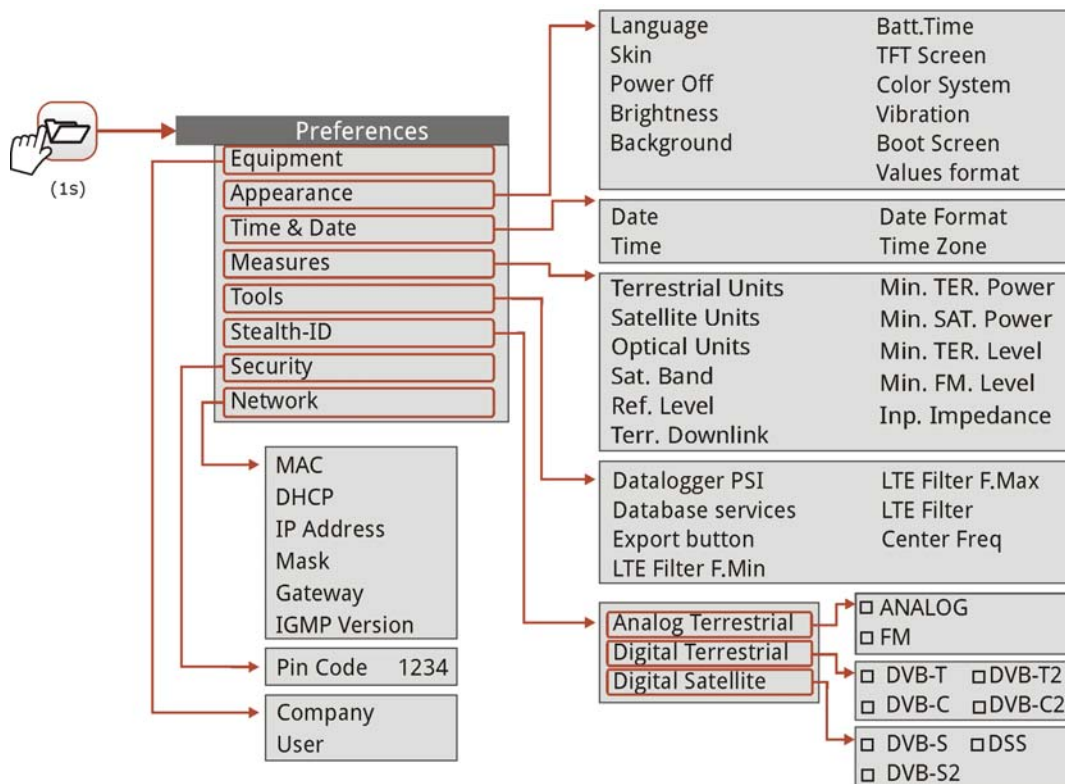 (1s)
Preferences
Equipment
Appearance
Time & Date
Measures
Tools
Stealth-ID
Security
Network
Language
Skin
Power Off
Brightness
Background
Batt.Time
TFT Screen
Color System
Vibration
Boot Screen
Values format
Date
Time
Date Format
Time Zone
Terrestrial Units
Satellite Units
Optical Units
Sat. Band
Ref. Level
Terr. Downlink
Min. TER. Power
Min. SAT. Power
Min. TER. Level
Min. FM. Level
Inp. Impedance
Datalogger PSI
Database services
Export button
LTE Filter F.Min
LTE Filter F.Max
LTE Filter
Center Freq
Analog Terrestrial
Digital Terrestrial
Digital Satellite
ANALOG
FM
DVB-T DVB-T2
DVB-C DVB-C2
DVB-S DSS
DVB-S2
MAC
DHCP
IP Address
Mask
Gateway
IGMP Version
Pin Code 1234
Company
User